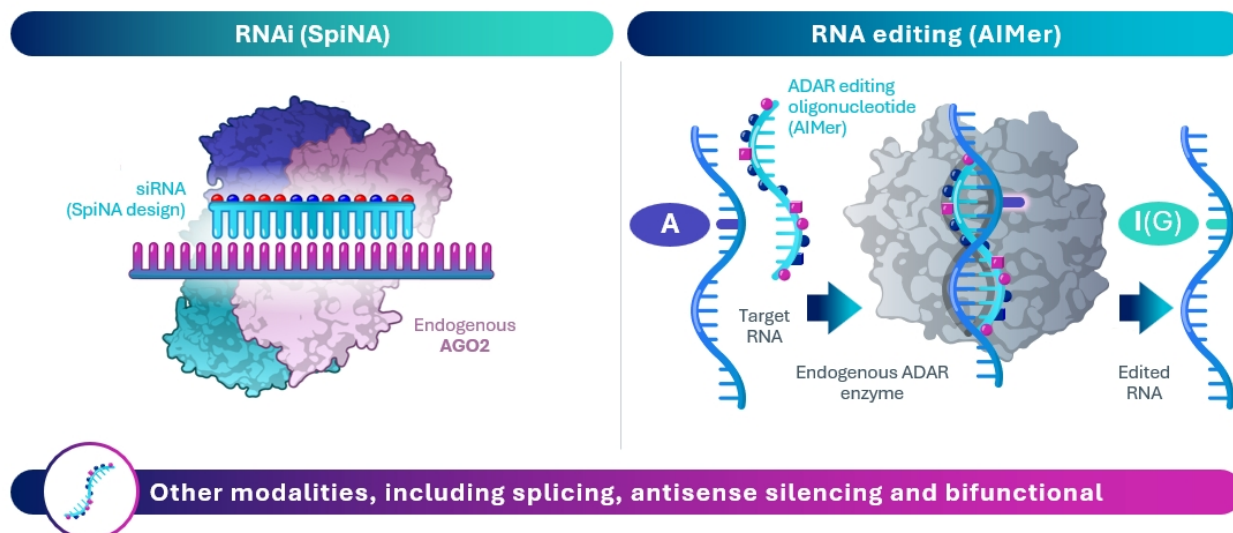 RNAi (SpiNA)
RNA editing (AIMer)
siRNA
(SpiNA design)
Endogenous
AGO2
ADAR editing
oligonucleotide
(AIMer)
A
Target
RNA
Endogenous ADAR
enzyme
I(G)
Edited
RNA
Other modalities, including splicing, antisense silencing and bifunctional